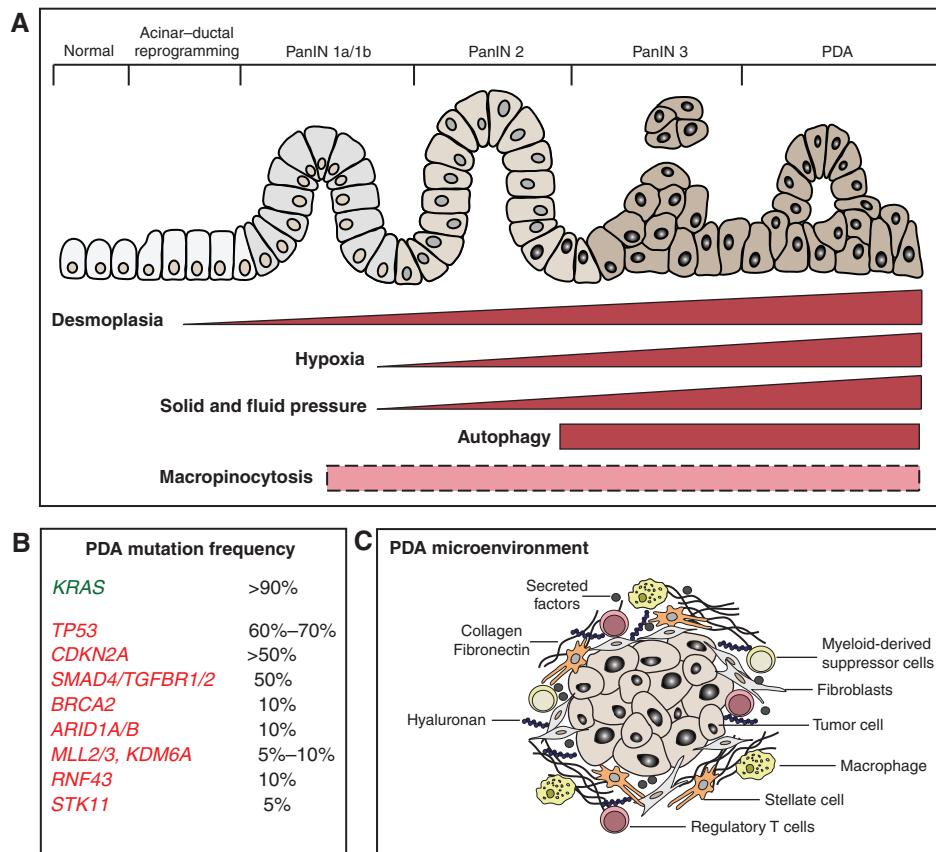 A
Normal
Acinar–ductal
reprogramming
PanIN 1a/1b
PanIN 2
PanIN 3
PDA
Desmoplasia
Hypoxia
Solid and fluid pressure
Autophagy
Macropinocytosis
B
PDA mutation frequency
KRAS >90%
TP53 60%–70%
CDKN2A >50%
SMAD4/TGFBR1/2 50%
BRCA2 10%
ARID1A/B 10%
MLL2/3, KDM6A 5%–10%
RNF43 10%
STK11 5%
C
PDA microenvironment
Secreted
factors
Collagen
Fibronectin
Hyaluronan
Myeloid-derived
suppressor cells
Fibroblasts
Tumor cell
Macrophage
Stellate cell
Regulatory T cells